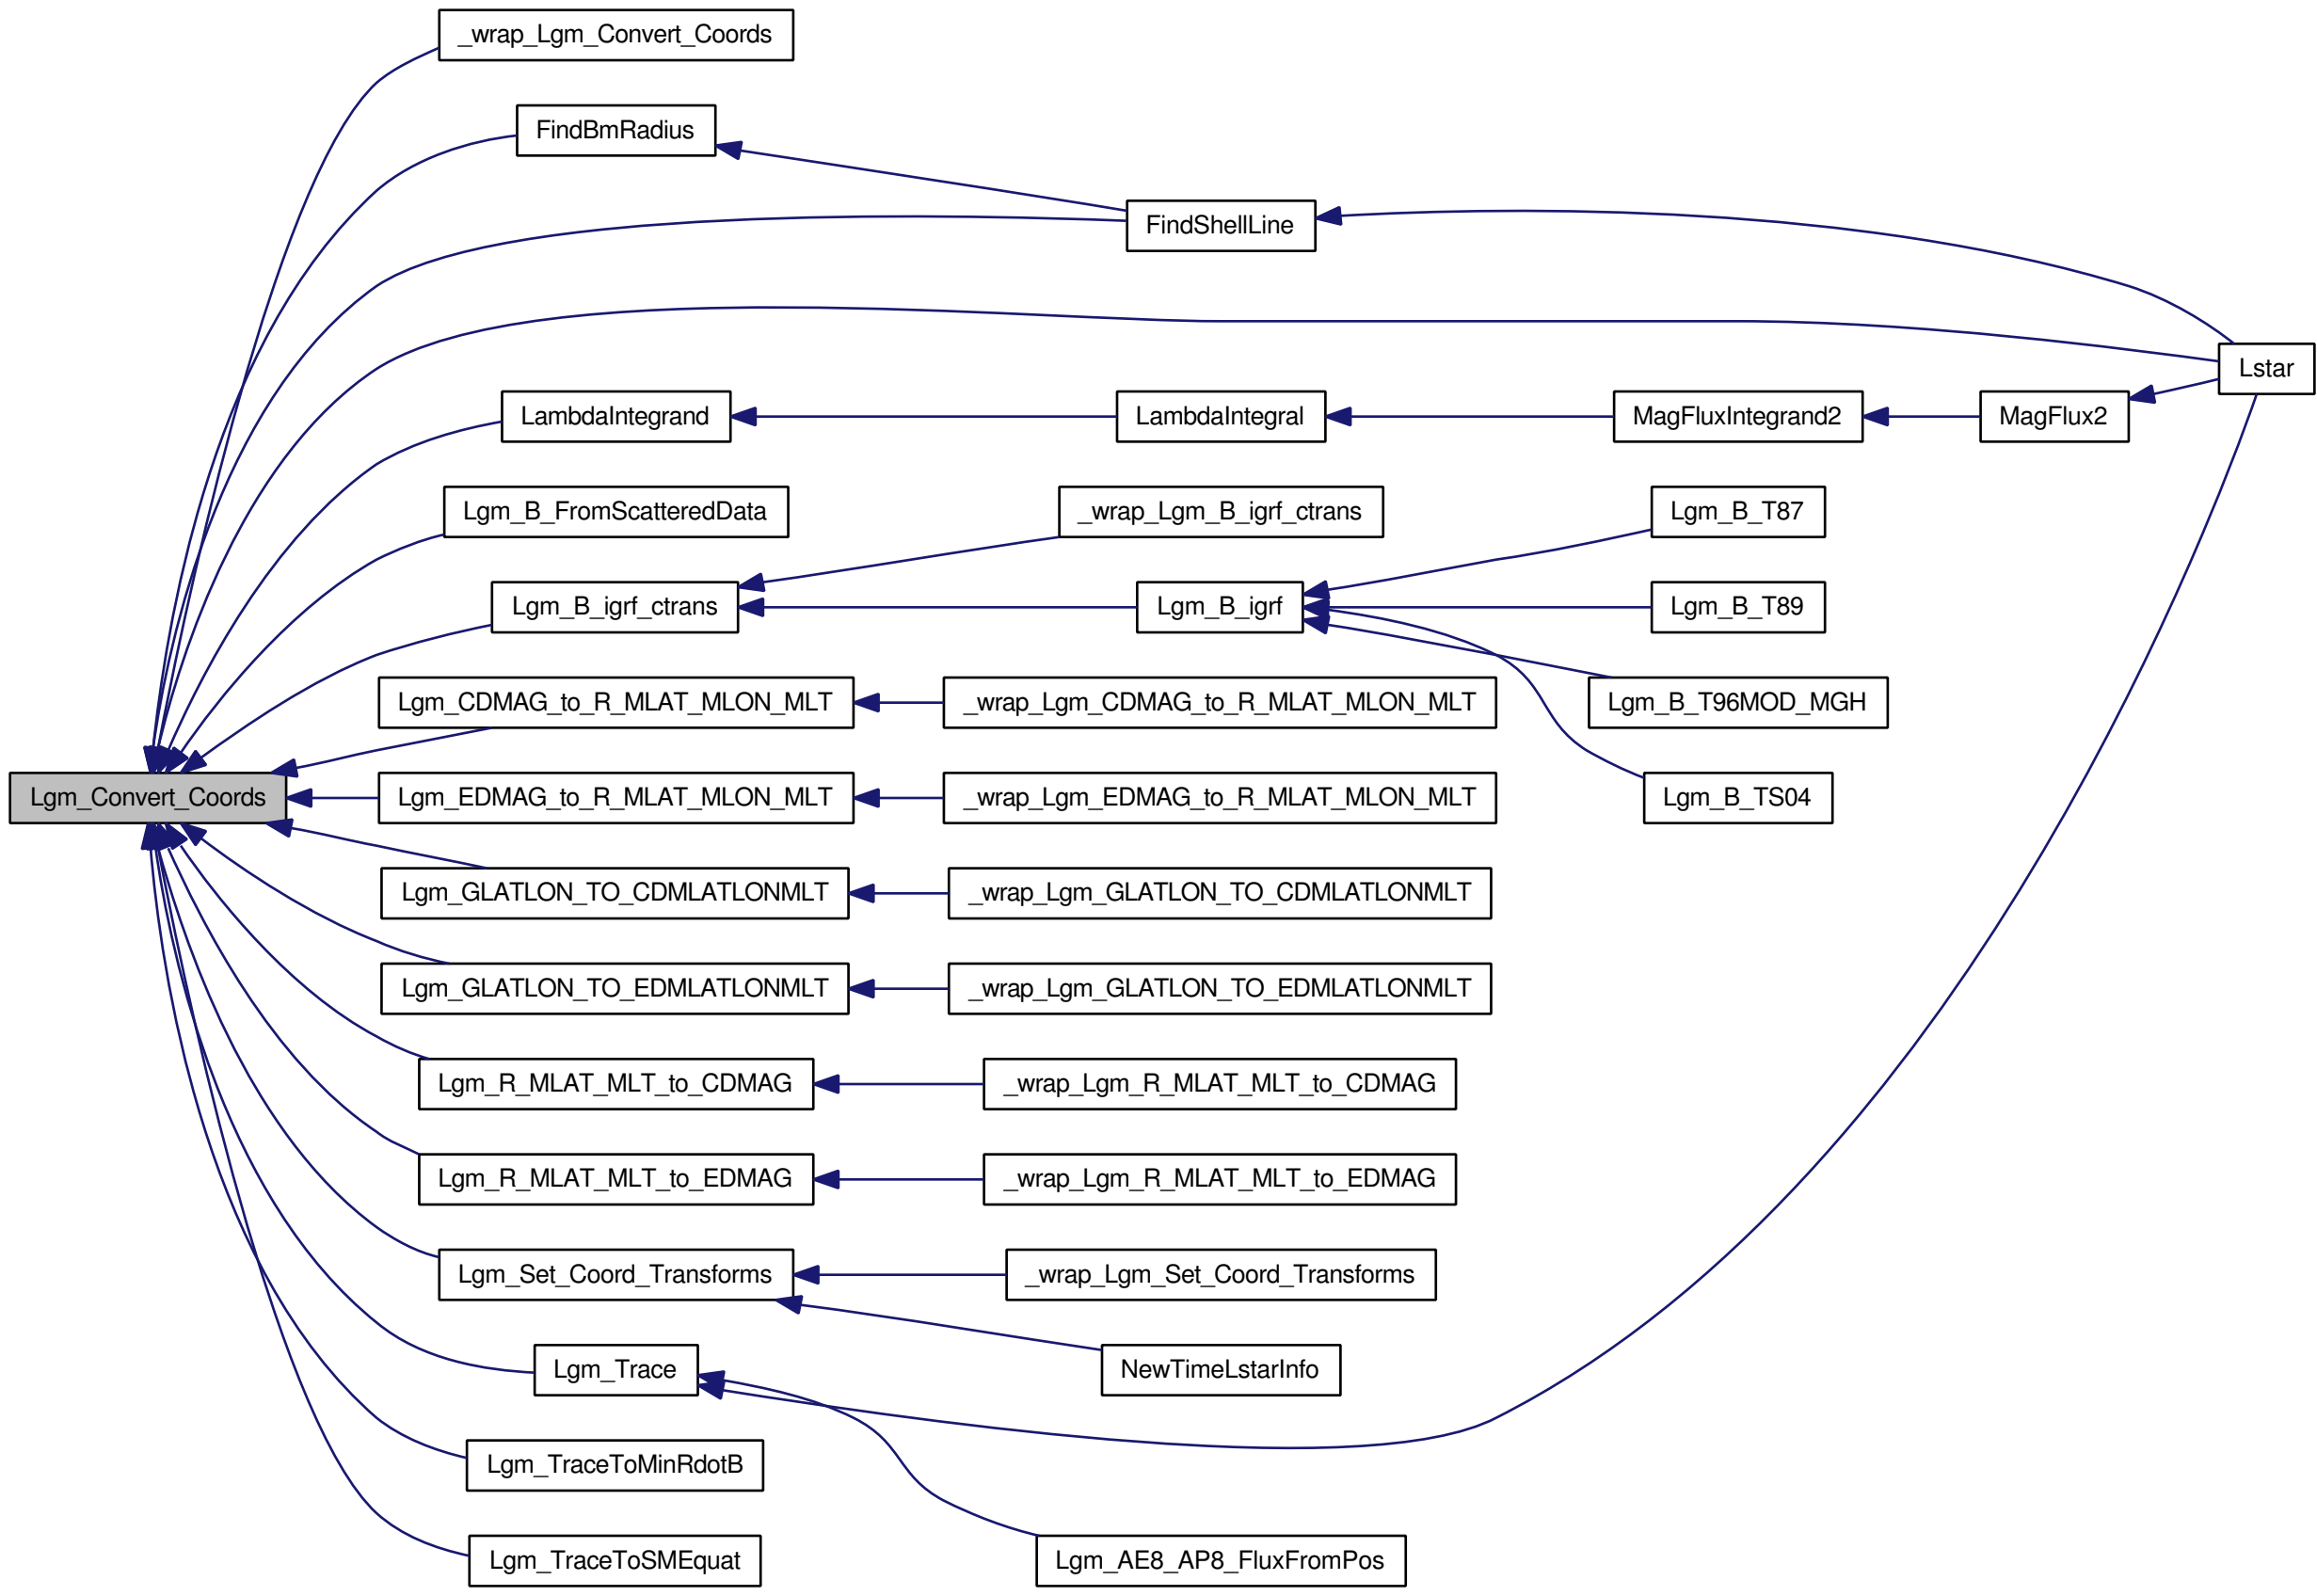 _wrap_Lgm_Convert_Coords
FindBmRadius
FindShellLine
Lstar
LambdaIntegrand
LambdaIntegral
MagFluxIntegrand2
MagFlux2
Lgm_B_FromScatteredData
_wrap_Lgm_B_igrf_ctrans
Lgm_B_T87
Lgm_B_igrf_ctrans
Lgm_B_igrf
Lgm_B_T89
Lgm_CDMAG_to_R_MLAT_MLON_MLT
_wrap_Lgm_CDMAG_to_R_MLAT_MLON_MLT
Lgm_B_T96MOD_MGH
Lgm_Convert_Coords
Lgm_EDMAG_to_R_MLAT_MLON_MLT
_wrap_Lgm_EDMAG_to_R_MLAT_MLON_MLT
Lgm_B_TS04
Lgm_GLATLON_TO_CDMLATLONMLT
_wrap_Lgm_GLATLON_TO_CDMLATLONMLT
Lgm_GLATLON_TO_EDMLATLONMLT
_wrap_Lgm_GLATLON_TO_EDMLATLONMLT
Lgm_R_MLAT_MLT_to_CDMAG
_wrap_Lgm_R_MLAT_MLT_to_CDMAG
Lgm_R_MLAT_MLT_to_EDMAG
_wrap_Lgm_R_MLAT_MLT_to_EDMAG
Lgm_Set_Coord_Transforms
_wrap_Lgm_Set_Coord_Transforms
Lgm_Trace
NewTimeLstarInfo
Lgm_TraceToMinRdotB
Lgm_TraceToSMEquat
Lgm_AE8_AP8_FluxFromPos